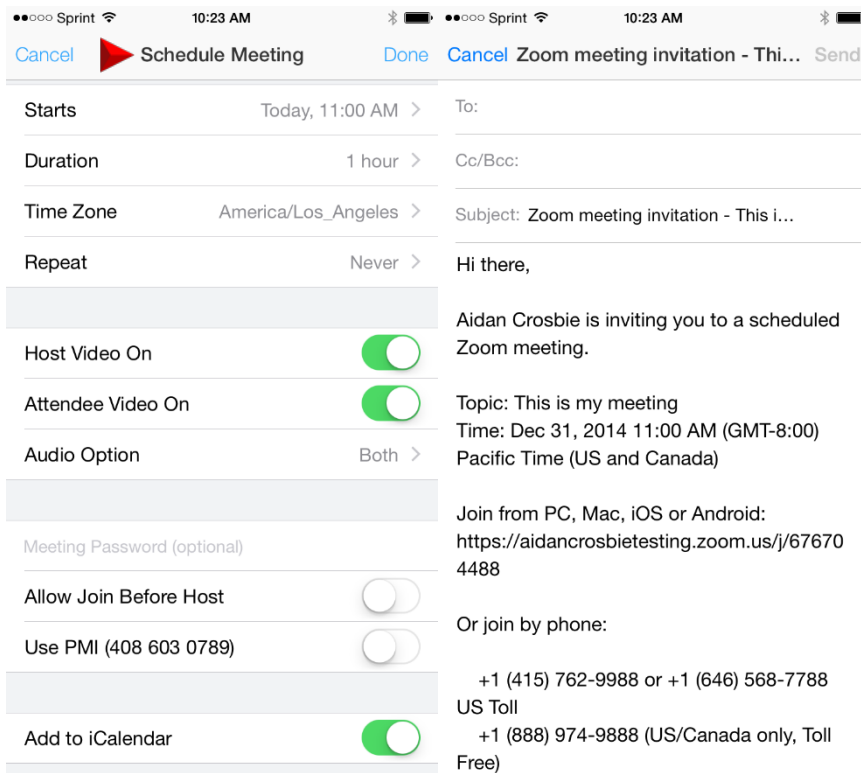 Sprint 10:23 AM
Cancel Schedule Meeting Done
Starts Today, 11:00 AM
Duration 1 hour
Time Zone America/Los_Angeles
Repeat Never
Host Video On
Attendee Video On
Audio Option Both
Meeting Password (optional)
Allow Join Before Host
Use PMI (408 603 0789)
Add to iCalendar
Sprint 10:23 AM
Cancel Zoom meeting invitation - Thi... Send
To:
Cc/Bcc:
Subject: Zoom meeting invitation - This i...
Hi there,
Aidan Crosbie is inviting you to a scheduled
Zoom meeting.
Topic: This is my meeting
Time: Dec 31, 2014 11:00 AM (GMT-8:00)
Pacific Time (US and Canada)
Join from PC, Mac, iOS or Android:
https://aidancrosbietesting.zoom.us/j/67670
4488
Or join by phone:
+1 (415) 762-9988 or +1 (646) 568-7788
US Toll
+1 (888) 974-9888 (US/Canada only, Toll
Free)